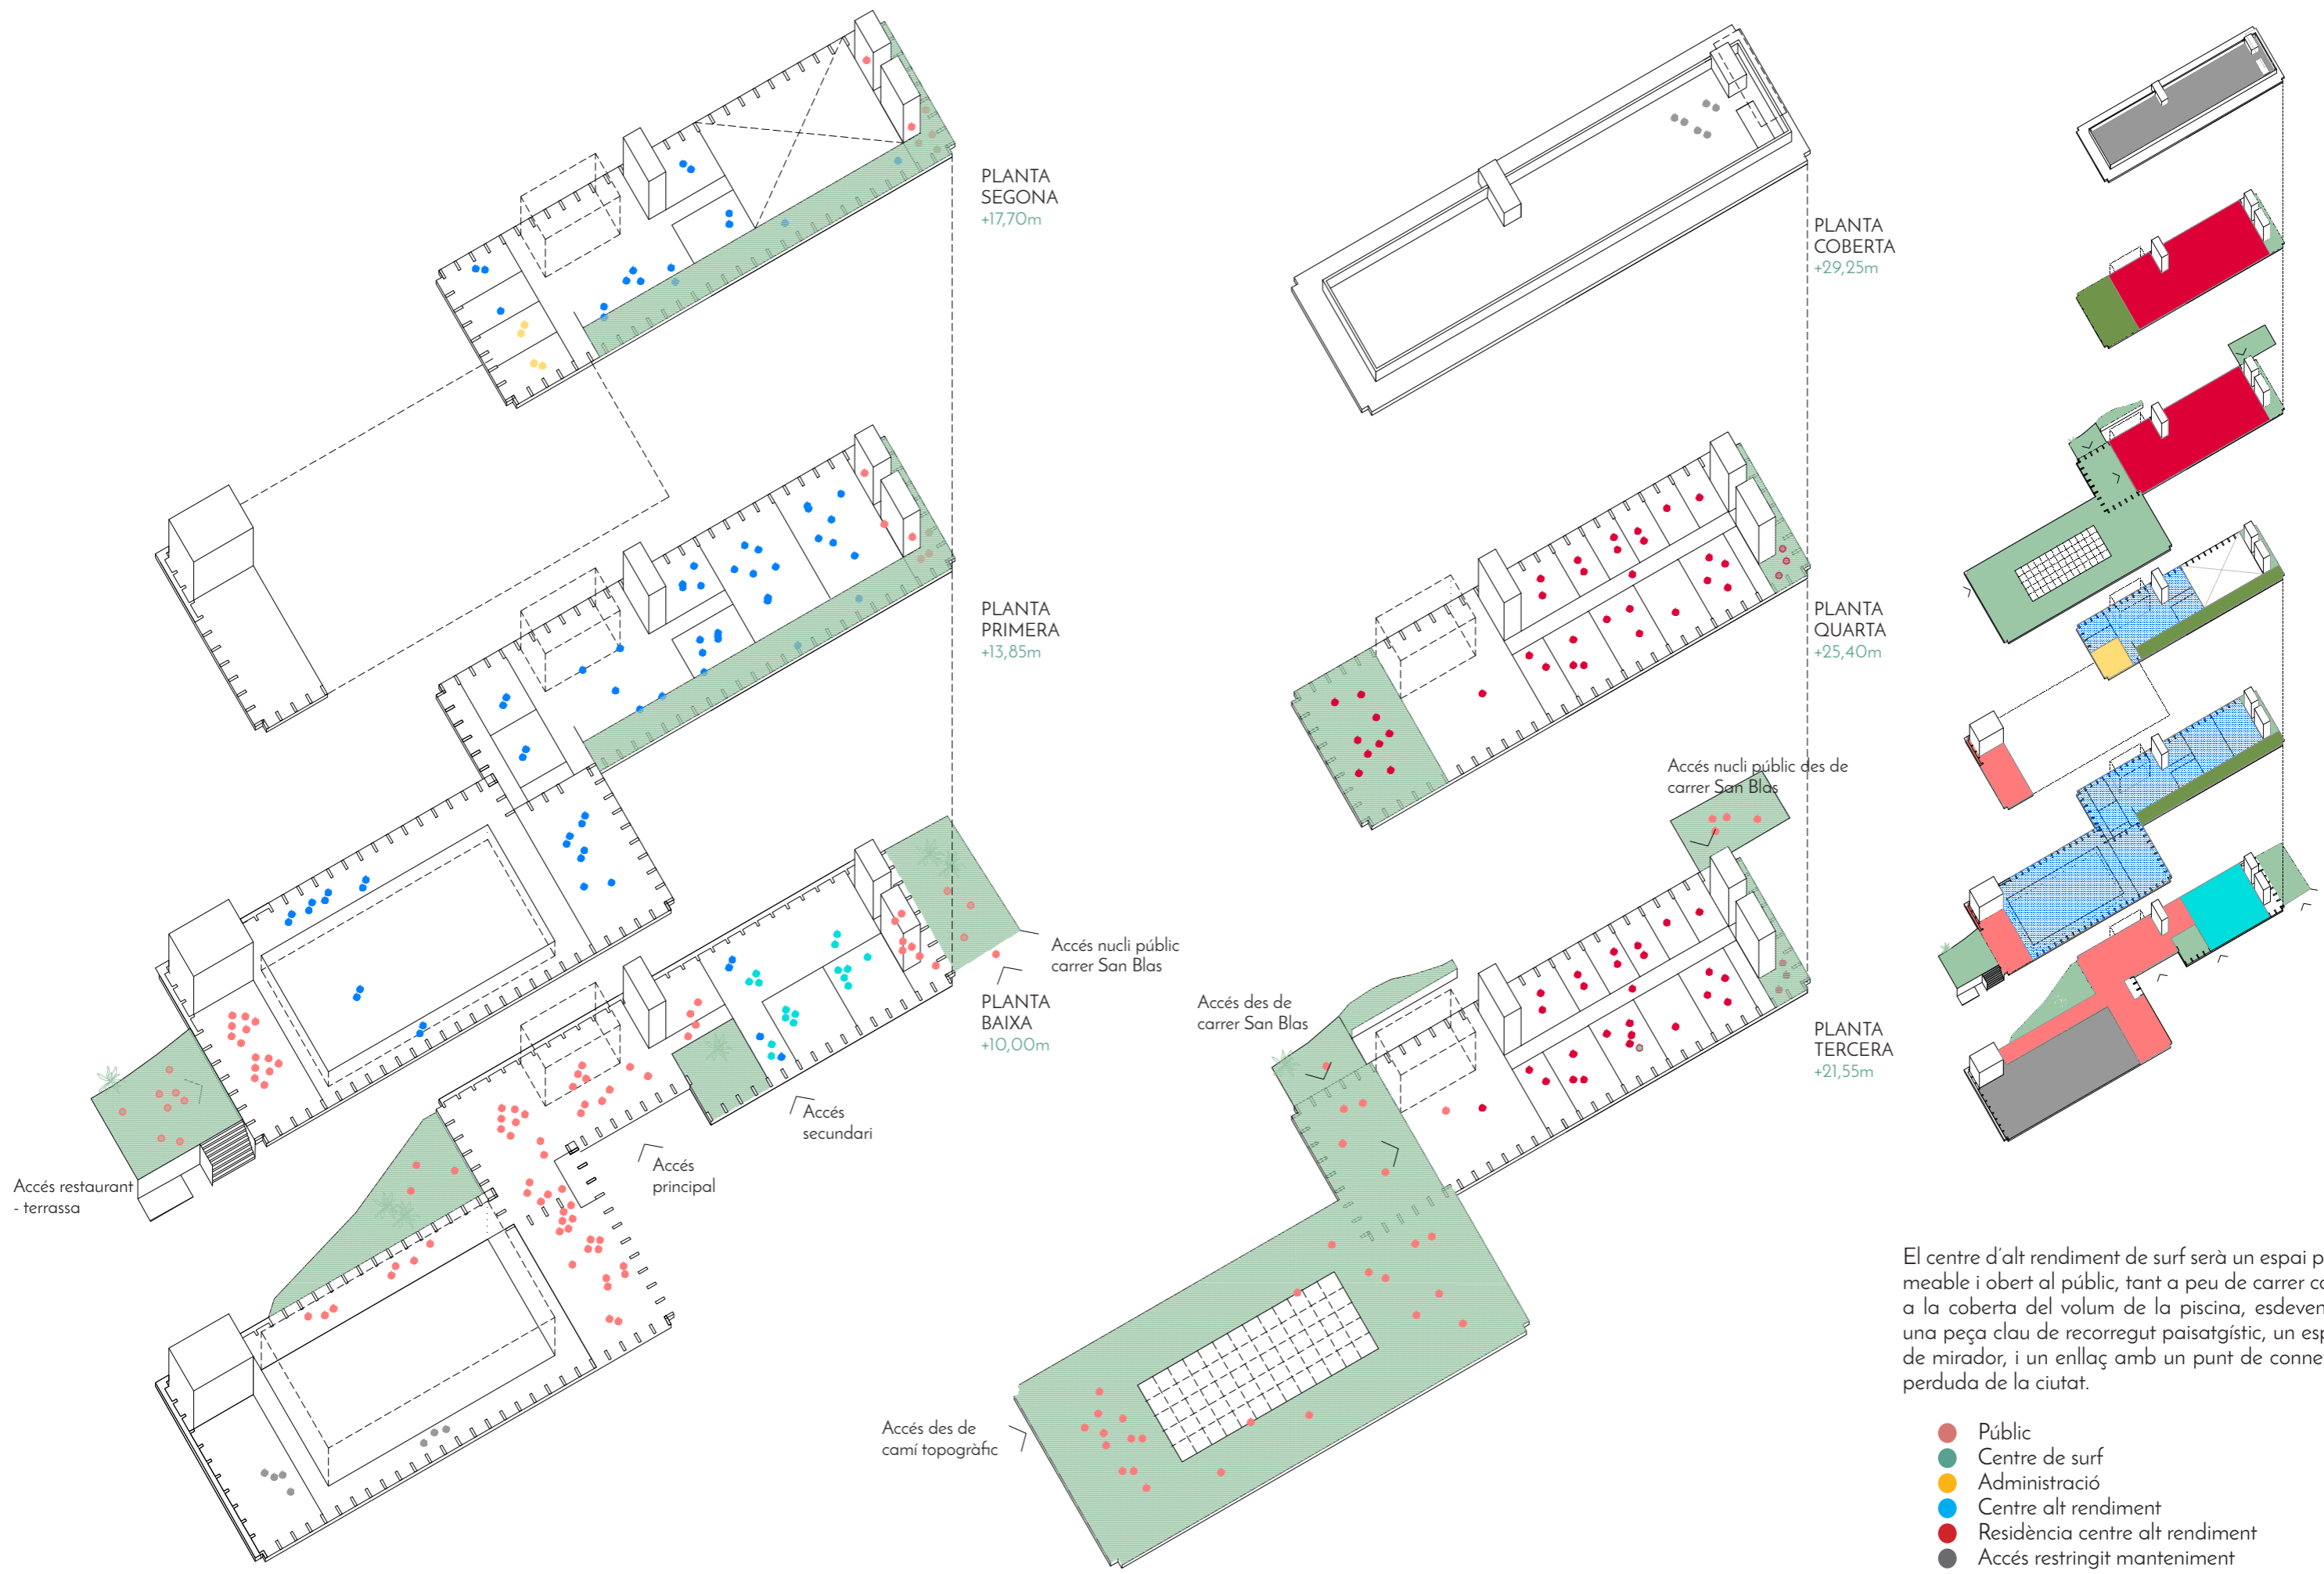 PLANTA
SEGONA
+17,70m
PLANTA
COBERTA
+29,25m
PLANTA
PRIMERA
+13,85m
PLANTA
QUARTA
+25,40m
Accés nucli públic des de
carrer San Blas
Accés nucli públic
carrer San Blas
PLANTA
BAIXA
+10,00m
Accés des de
carrer San Blas
PLANTA
TERCERA
+21,55m
Accés
secundari
Accés
principal
Accés restaurant
- terrassa
Accés des de
camí topogràfic
El centre d'alt rendiment de surf serà un espai p
meable i obert al públic, tant a peu de carrer co
a la coberta del volum de la piscina, esdeven
una peça clau de recorregut paisatgístic, un esp
de mirador, i un enllaç amb un punt de conne
perduda de la ciutat.
Públic
Centre de surf
Administració
Centre alt rendiment
Residència centre alt rendiment
Accés restringit manteniment